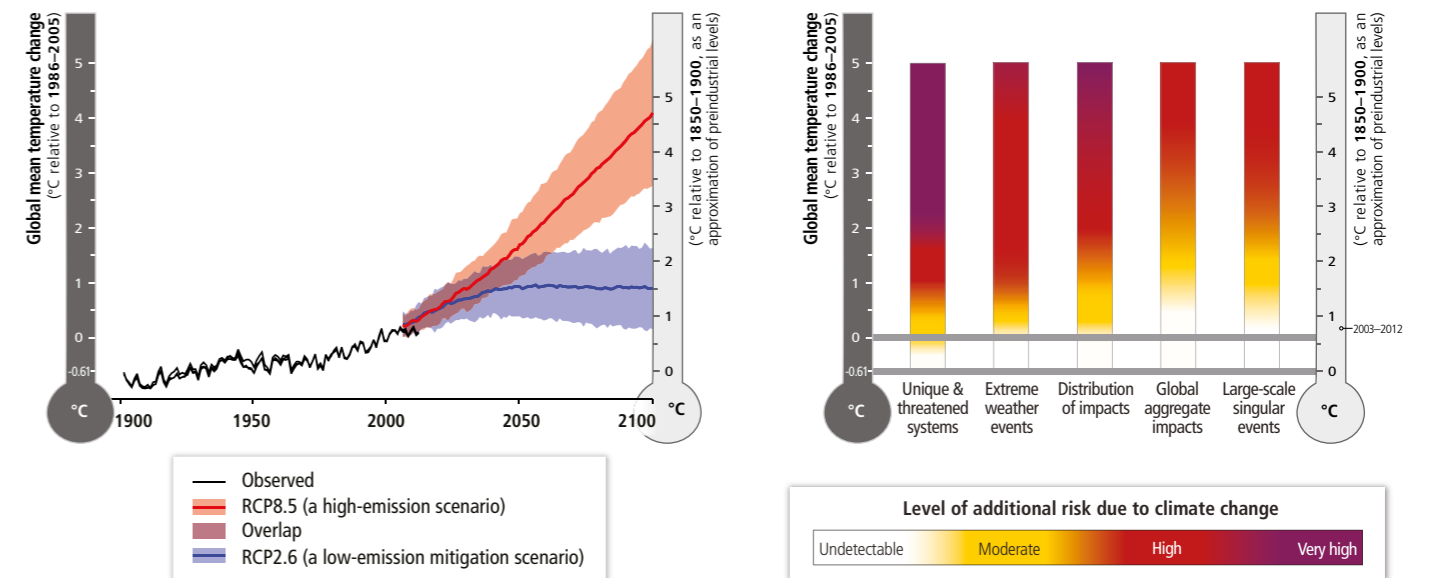 Global mean temperature change
(°C relative to 1986–2005)
5
4
3
2
1
0
-0.61
°C
(°C relative to 1850–1900, as an
approximation of preindustrial levels)
5
4
3
2
1
0
°C
1900
1950
2000
2050
2100
Observed
RCP8.5 (a high-emission scenario)
Overlap
RCP2.6 (a low-emission mitigation scenario)
Global mean temperature change
(°C relative to 1986–2005)
5
4
3
2
1
0
-0.61
°C
(°C relative to 1850–1900, as an
approximation of preindustrial levels)
5
4
3
2
1
0
°C
2003–2012
Unique &
threatened
systems
Extreme
weather
events
Distribution
of impacts
Global
aggregate
impacts
Large-scale
singular
events
Level of additional risk due to climate change
Undetectable
Moderate
High
Very high